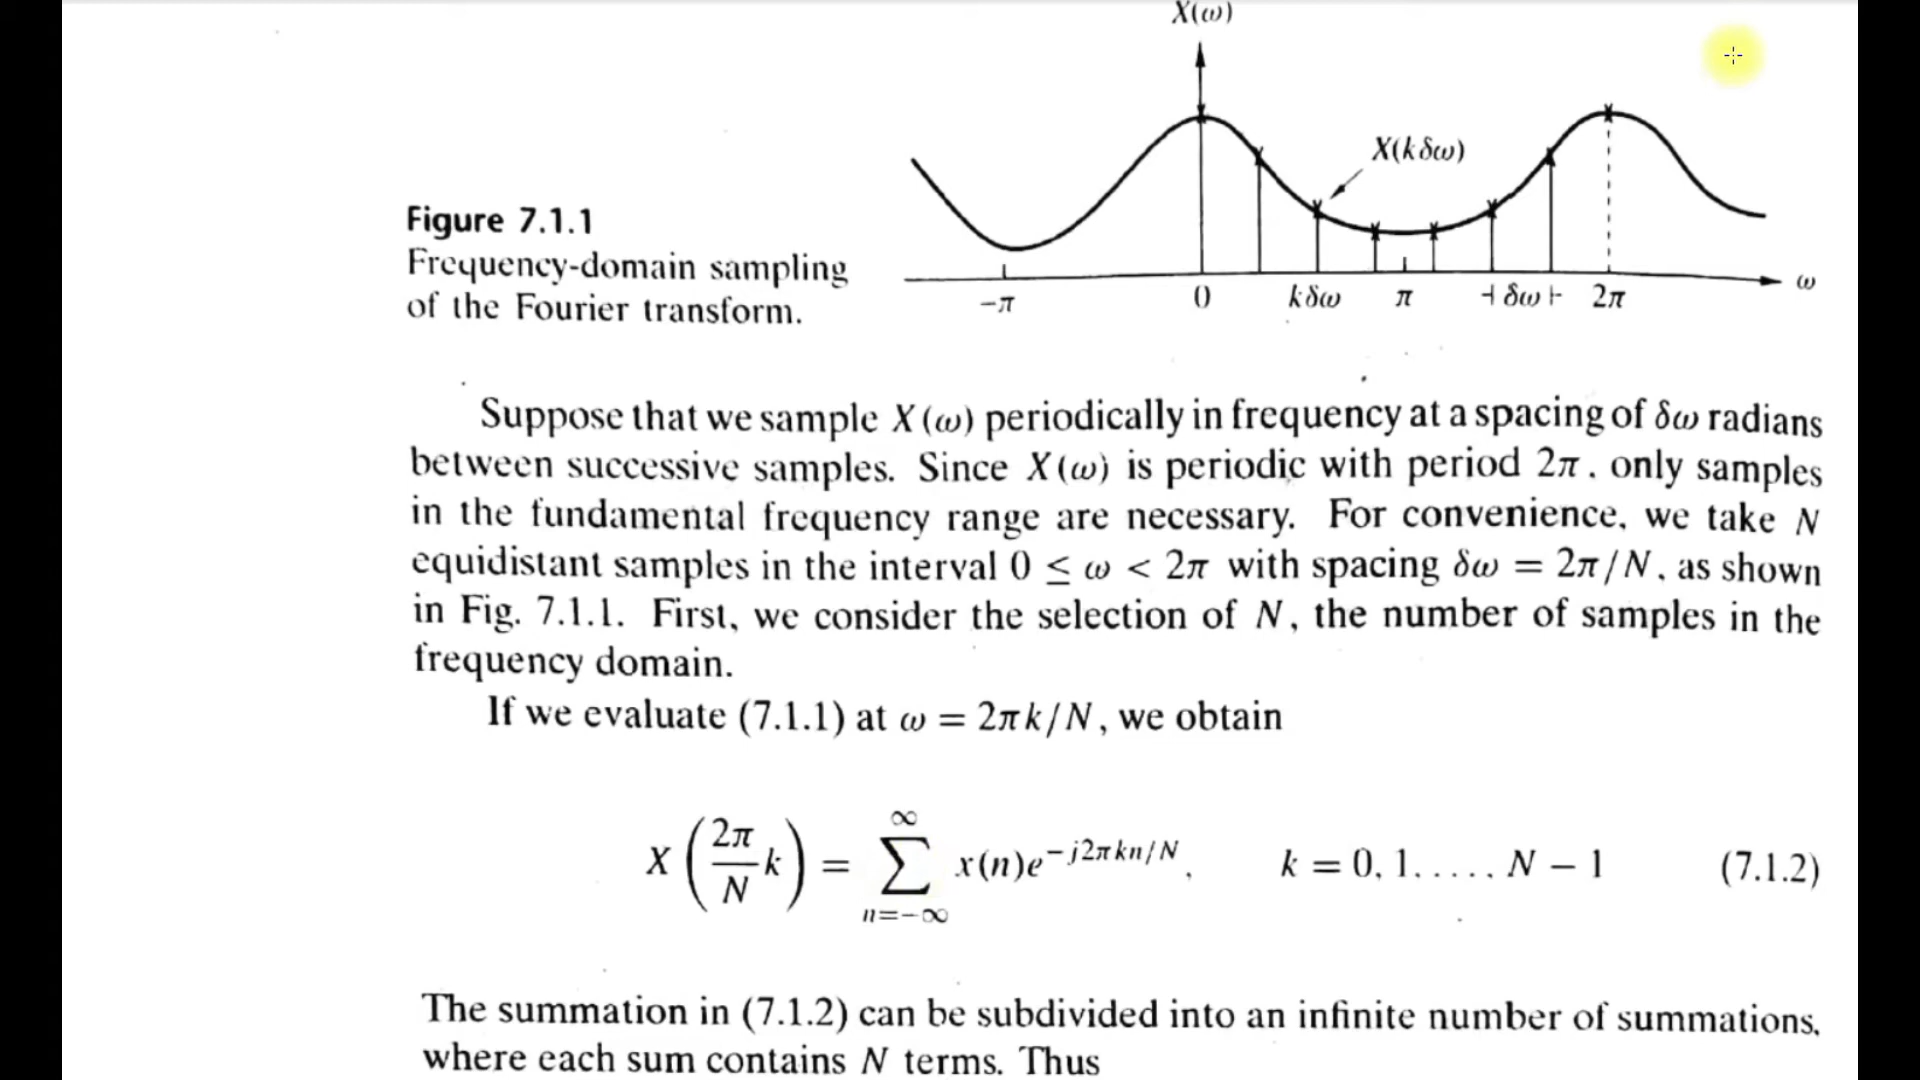 X(ω)
X(kδω)
Figure 7.1.1
Frequency-domain sampling
of the Fourier transform.
−π 0 kδω π ⊣ δω ⊢ 2π ω
Suppose that we sample X(ω) periodically in frequency at a spacing of δω radians
between successive samples. Since X(ω) is periodic with period 2π, only samples
in the fundamental frequency range are necessary. For convenience, we take N
equidistant samples in the interval 0 ≤ ω < 2π with spacing δω = 2π/N, as shown
in Fig. 7.1.1. First, we consider the selection of N, the number of samples in the
frequency domain.
If we evaluate (7.1.1) at ω = 2πk/N, we obtain
X(2π/N k) = ∑_{n=−∞}^{∞} x(n)e^{−j2πkn/N}, k = 0, 1, ..., N − 1 (7.1.2)
The summation in (7.1.2) can be subdivided into an infinite number of summations,
where each sum contains N terms. Thus